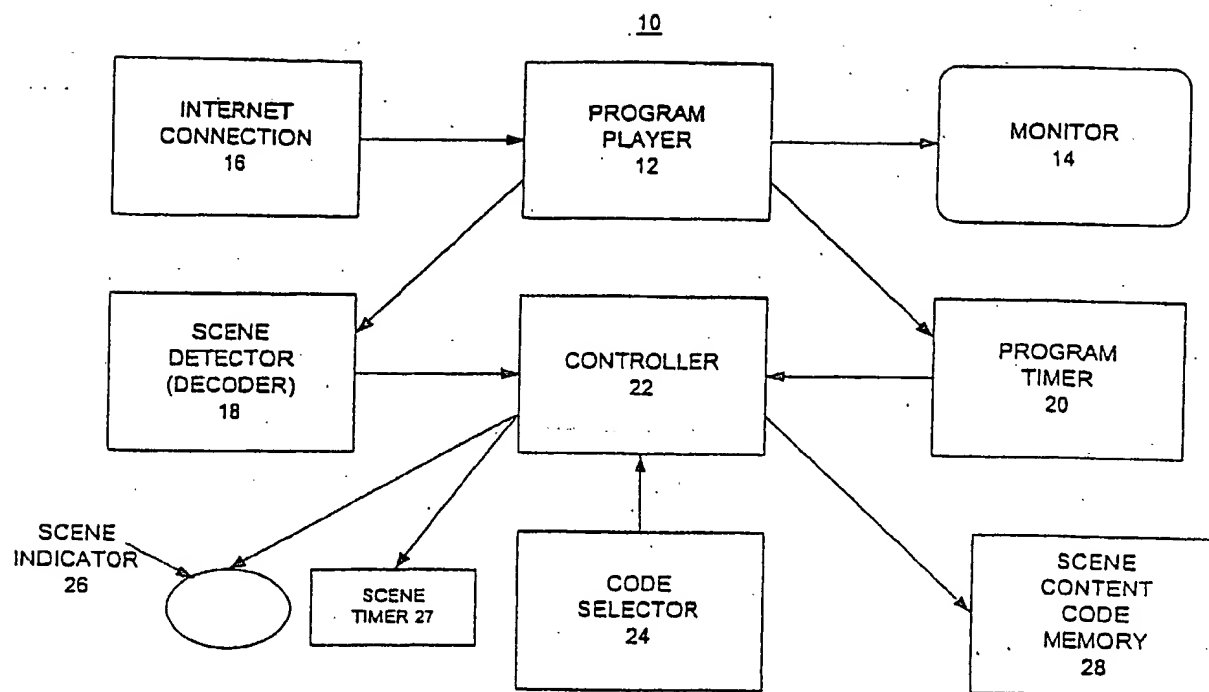 10
INTERNET
CONNECTION
16
PROGRAM
PLAYER
12
MONITOR
14
SCENE
DETECTOR
(DECODER)
18
CONTROLLER
22
PROGRAM
TIMER
20
SCENE
INDICATOR
26
SCENE
TIMER 27
CODE
SELECTOR
24
SCENE
CONTENT
CODE
MEMORY
28